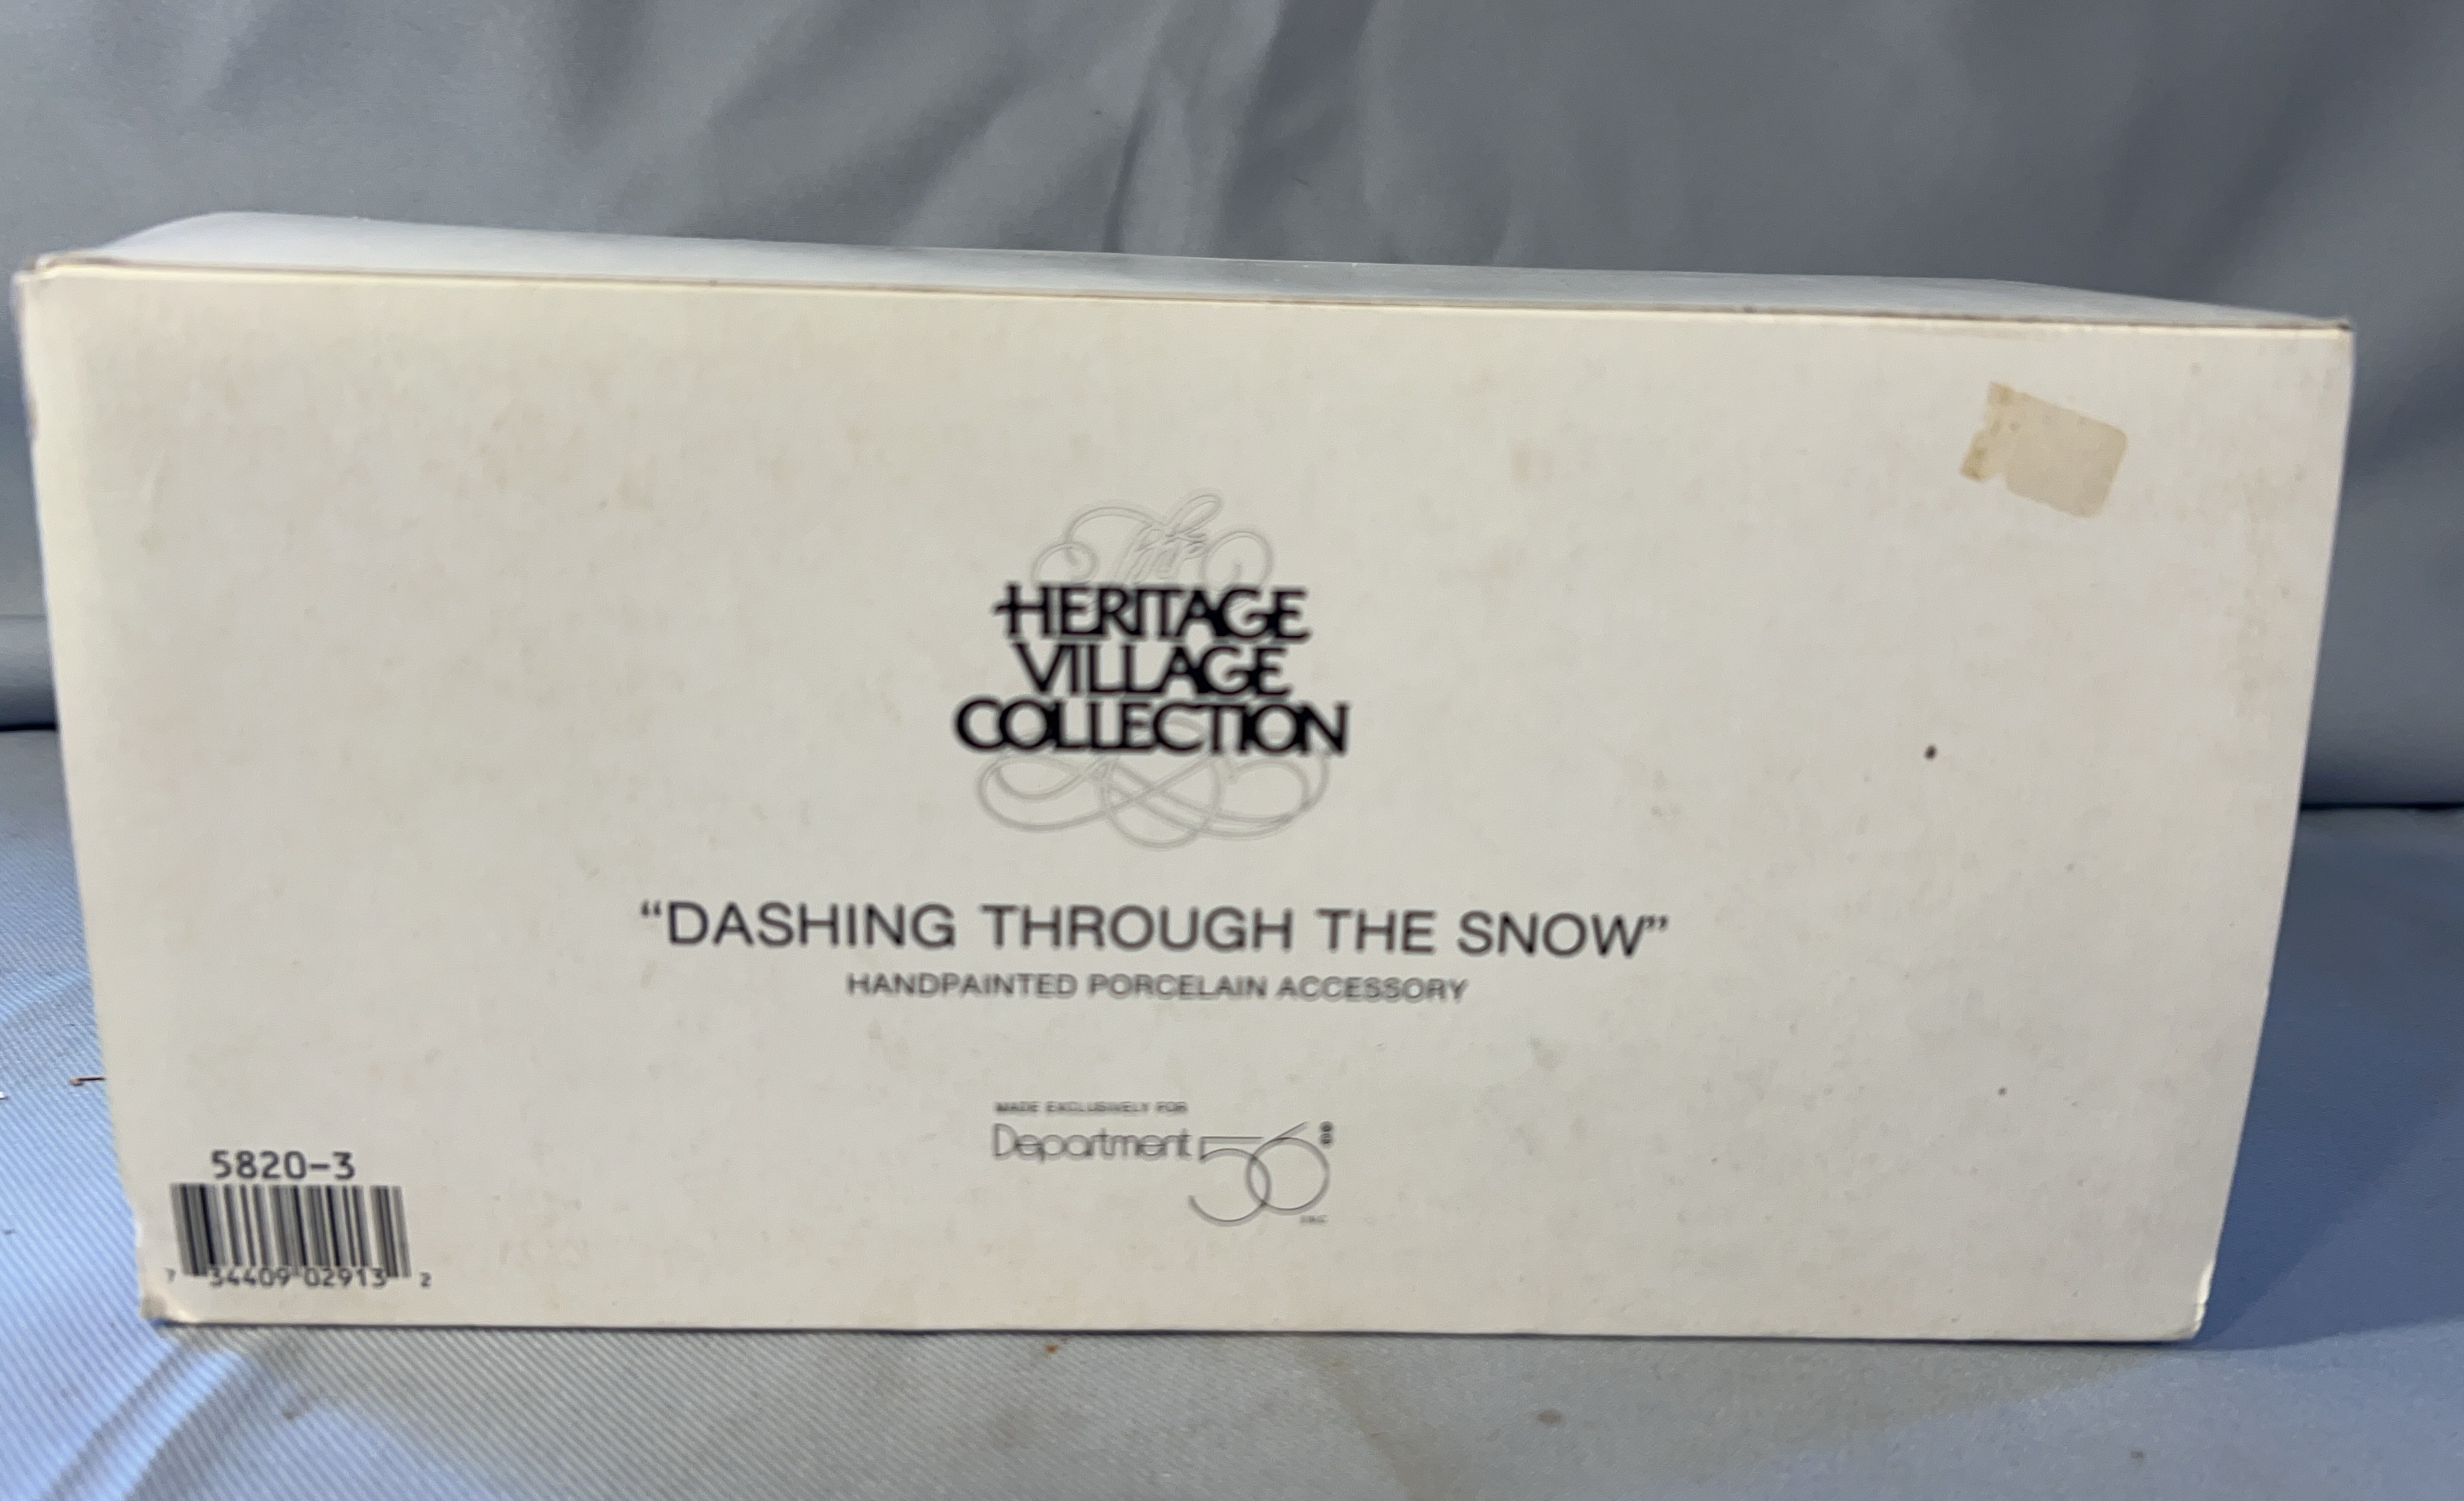 The
HERITAGE
VILLAGE
COLLECTION
“DASHING THROUGH THE SNOW”
HANDPAINTED PORCELAIN ACCESSORY
MADE EXCLUSIVELY FOR
Department 56®
INC
5820-3
7 34409 02913 2